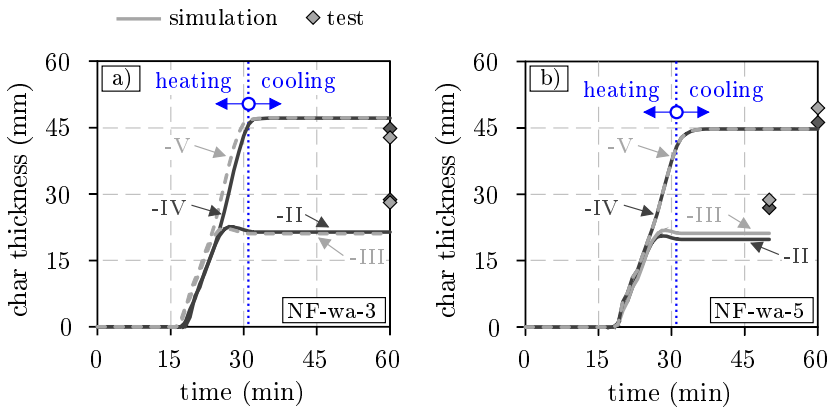 simulation test
60
45
30
15
0
char thickness (mm)
a)
heating cooling
-V
-IV
-II
-III
NF-wa-3
0 15 30 45 60
time (min)
60
45
30
15
0
char thickness (mm)
b)
heating cooling
-V
-IV
-III
-II
NF-wa-5
0 15 30 45 60
time (min)